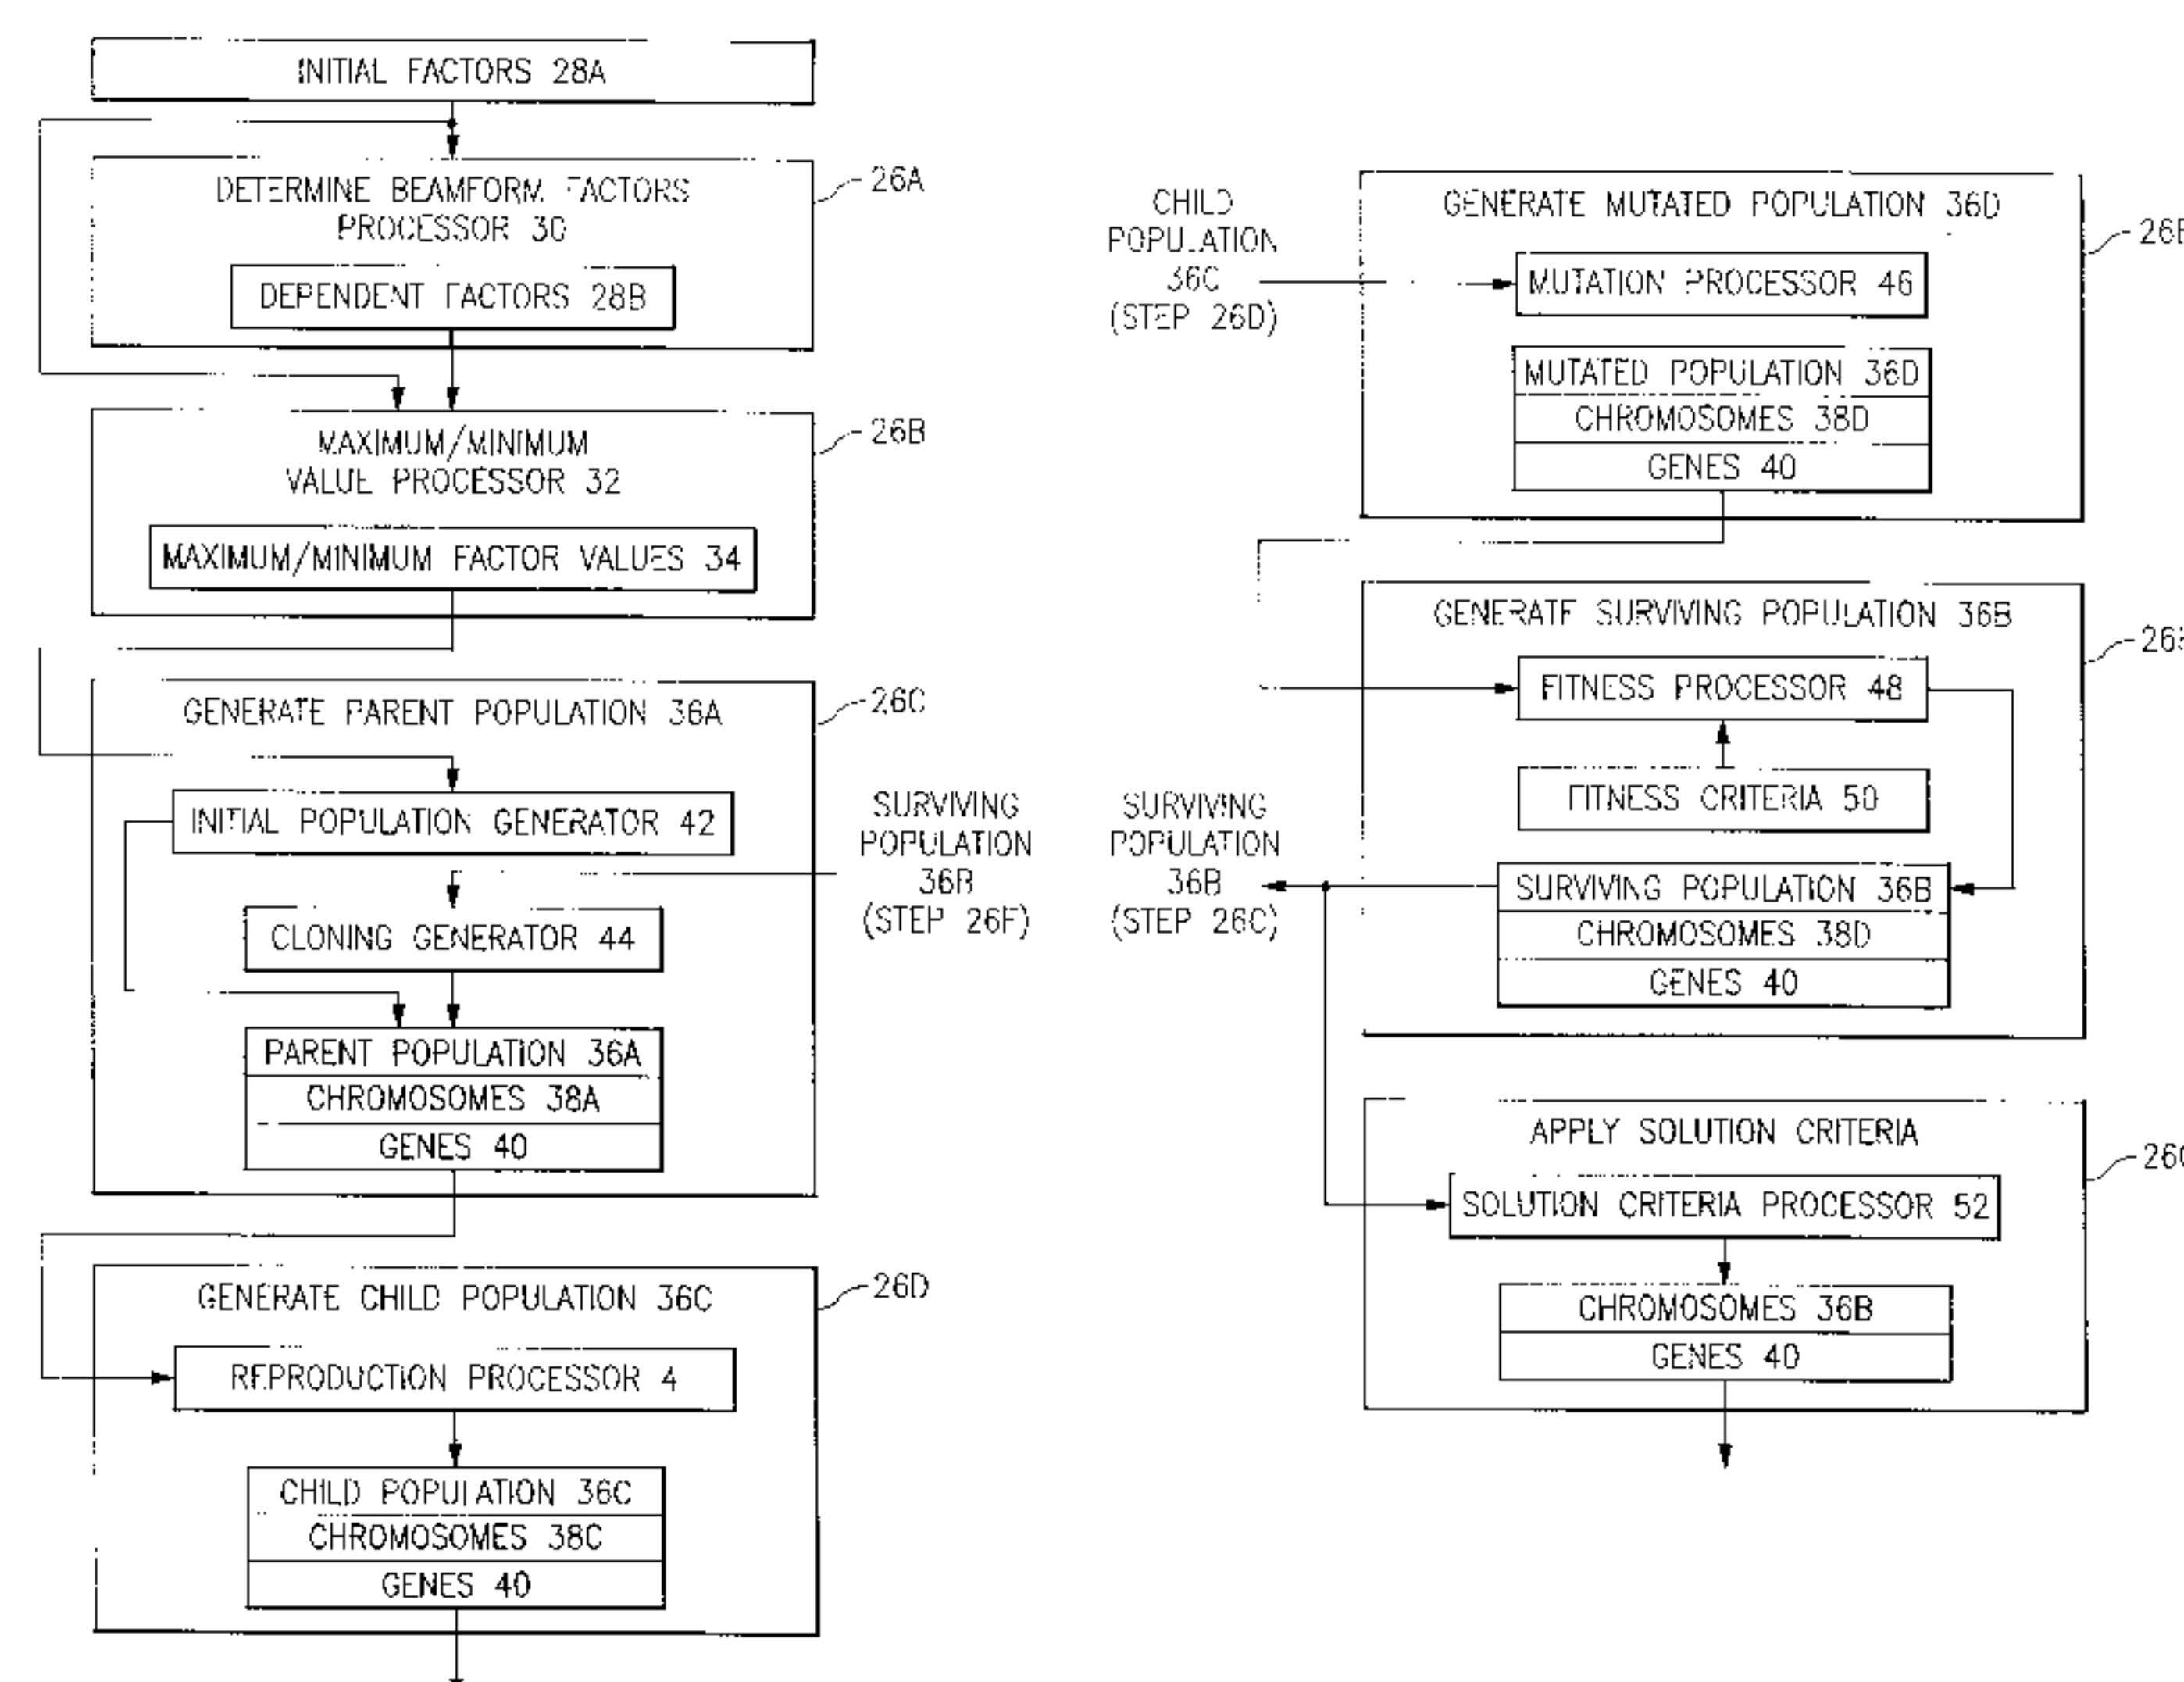 INITIAL FACTORS 28A
DETERMINE BEAMFORM FACTORS
PROCESSOR 30
26A
DEPENDENT FACTORS 28B
MAXIMUM/MINIMUM
VALUE PROCESSOR 32
26B
MAXIMUM/MINIMUM FACTOR VALUES 34
GENERATE PARENT POPULATION 36A
26C
INITIAL POPULATION GENERATOR 42
SURVIVING
POPULATION
36B
(STEP 26F)
CLONING GENERATOR 44
PARENT POPULATION 36A
CHROMOSOMES 38A
GENES 40
GENERATE CHILD POPULATION 36C
26D
REPRODUCTION PROCESSOR 4
CHILD POPULATION 36C
CHROMOSOMES 38C
GENES 40
CHILD
POPULATION
36C
(STEP 26D)
GENERATE MUTATED POPULATION 36D
MUTATION PROCESSOR 46
MUTATED POPULATION 36D
CHROMOSOMES 38D
GENES 40
GENERATE SURVIVING POPULATION 36B
FITNESS PROCESSOR 48
FITNESS CRITERIA 50
SURVIVING
POPULATION
36B
(STEP 26C)
SURVIVING POPULATION 36B
CHROMOSOMES 38D
GENES 40
APPLY SOLUTION CRITERIA
SOLUTION CRITERIA PROCESSOR 52
CHROMOSOMES 36B
GENES 40